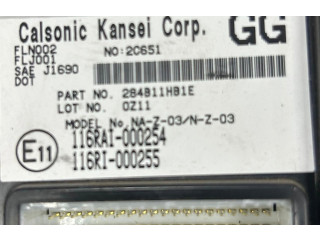 Calsonic Kansei Corp. GG
FLN002 NO:2C651
FLJ001
SAE J1690
DOT
PART NO. 284B11HB1E
LOT NO. 0Z11
MODEL No.NA-Z-03/N-Z-03
E11 116RAI-000254
116RI-000255